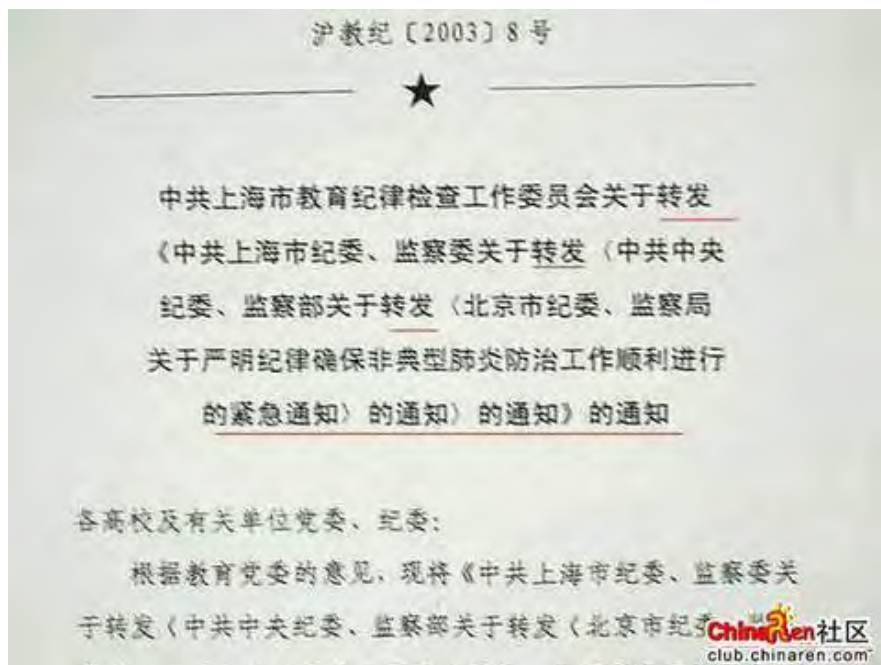 沪教纪〔2003〕8号
中共上海市教育纪律检查工作委员会关于转发
《中共上海市纪委、监察委关于转发〈中共中央
纪委、监察部关于转发〈北京市纪委、监察局
关于严明纪律确保非典型肺炎防治工作顺利进行
的紧急通知〉的通知〉的通知》的通知
各高校及有关单位党委、纪委:
根据教育党委的意见,现将《中共上海市纪委、监察委关
于转发〈中共中央纪委、监察部关于转发〈北京市纪委、
ChinaRen社区
club.chinaren.com